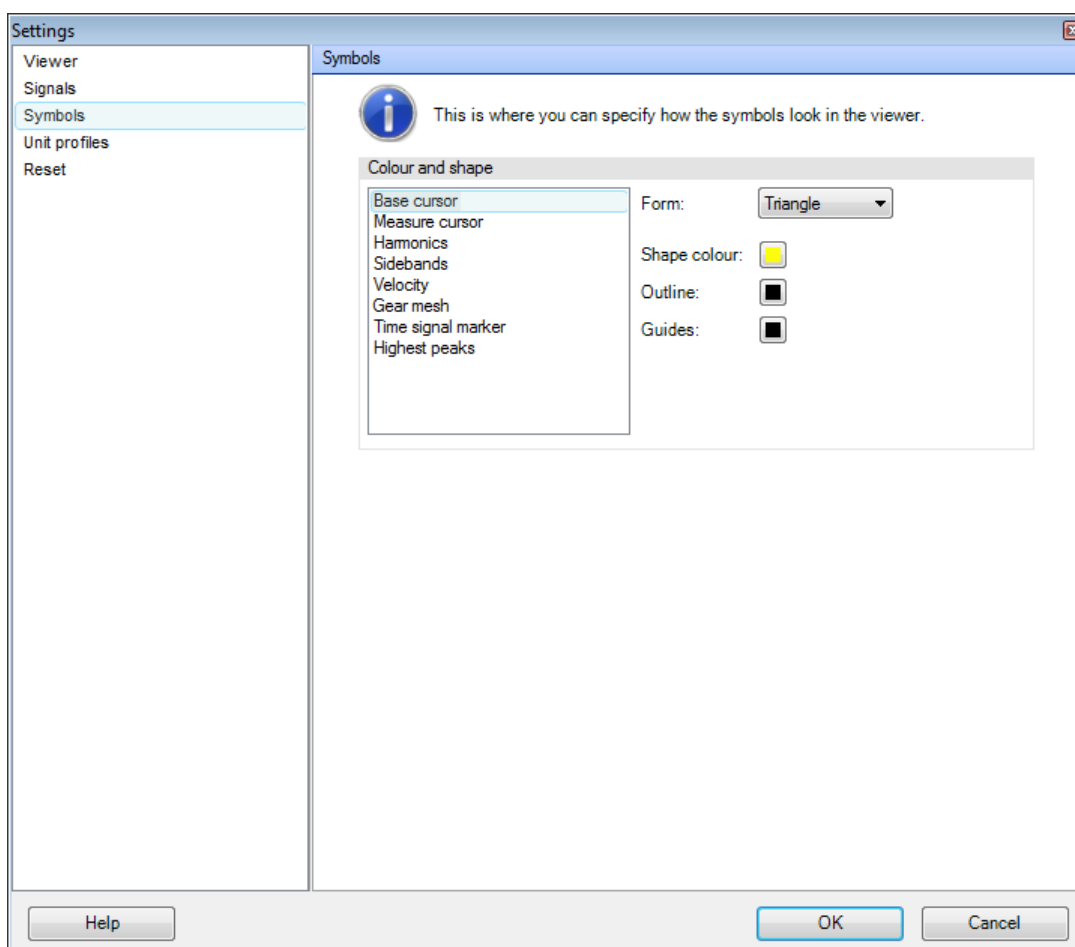 Settings
Viewer
Signals
Symbols
Unit profiles
Reset
Symbols
This is where you can specify how the symbols look in the viewer.
Colour and shape
Base cursor
Measure cursor
Harmonics
Sidebands
Velocity
Gear mesh
Time signal marker
Highest peaks
Form: Triangle
Shape colour:
Outline:
Guides:
Help OK Cancel